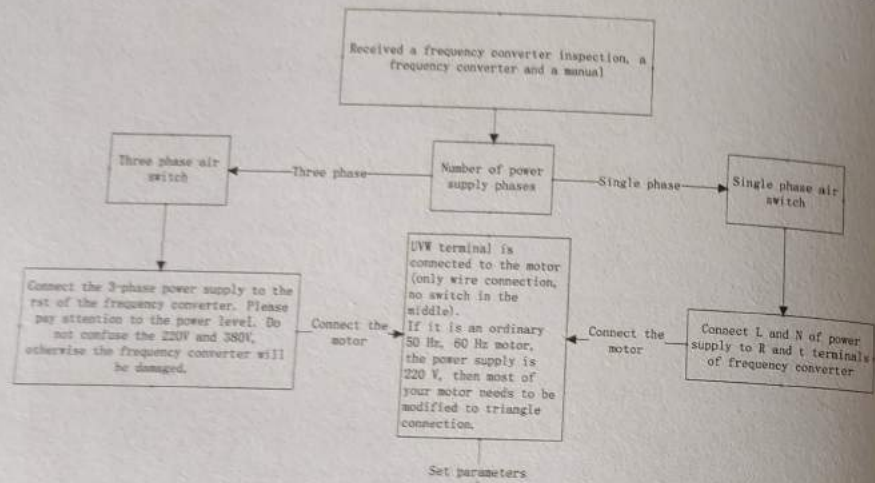 Received a frequency converter inspection, a
frequency converter and a manual
Three phase air
switch
Three phase
Number of power
supply phases
Single phase
Single phase air
switch
Connect the 3-phase power supply to the
rst of the frequency converter. Please
pay attention to the power level. Do
not confuse the 220V and 380V,
otherwise the frequency converter will
be damaged.
Connect the
motor
UVW terminal is
connected to the motor
(only wire connection,
no switch in the
middle).
If it is an ordinary
50 Hz, 60 Hz motor,
the power supply is
220 V, then most of
your motor needs to be
modified to triangle
connection.
Connect the
motor
Connect L and N of power
supply to R and t terminals
of frequency converter
Set parameters